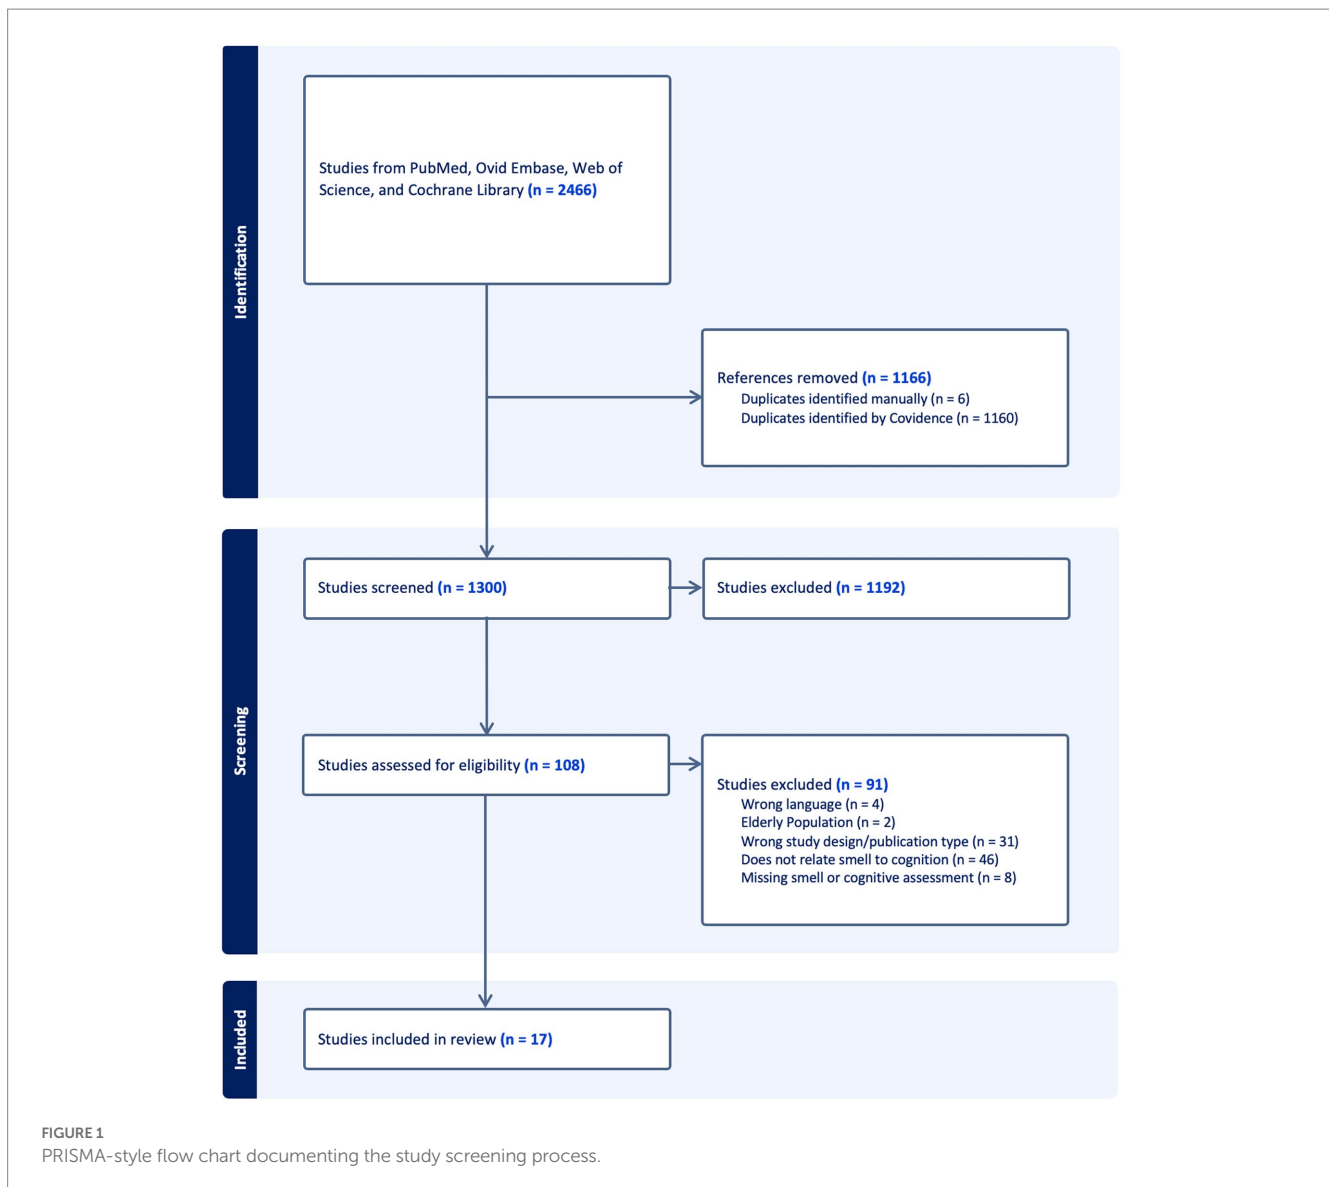 Identification
Studies from PubMed, Ovid Embase, Web of
Science, and Cochrane Library (n = 2466)
References removed (n = 1166)
Duplicates identified manually (n = 6)
Duplicates identified by Covidence (n = 1160)
Screening
Studies screened (n = 1300)
Studies excluded (n = 1192)
Studies assessed for eligibility (n = 108)
Studies excluded (n = 91)
Wrong language (n = 4)
Elderly Population (n = 2)
Wrong study design/publication type (n = 31)
Does not relate smell to cognition (n = 46)
Missing smell or cognitive assessment (n = 8)
Included
Studies included in review (n = 17)
FIGURE 1
PRISMA-style flow chart documenting the study screening process.